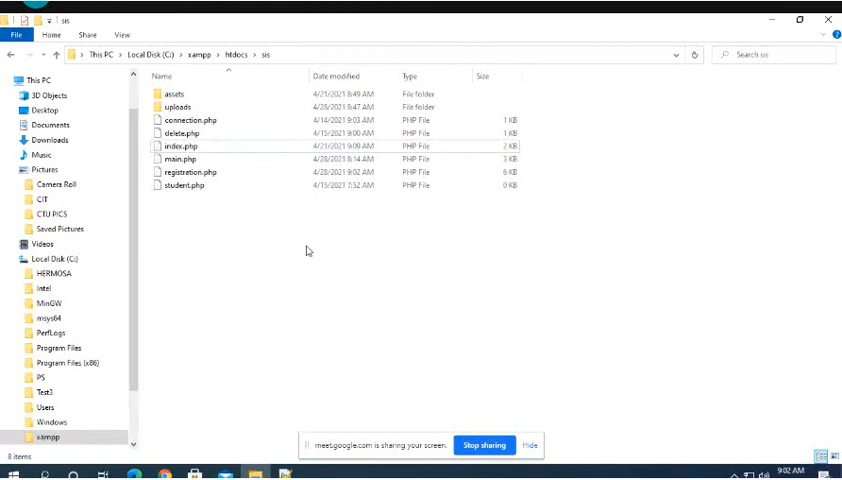 sis
File Home Share View
This PC Local Disk (C:) xampp htdocs sis Search sis
Name Date modified Type Size
assets 4/21/2021 8:49 AM File folder
uploads 4/28/2021 8:47 AM File folder
connection.php 4/14/2021 9:03 AM PHP File 1 KB
delete.php 4/15/2021 9:00 AM PHP File 1 KB
index.php 4/21/2021 9:09 AM PHP File 2 KB
main.php 4/28/2021 8:14 AM PHP File 3 KB
registration.php 4/28/2021 9:02 AM PHP File 6 KB
student.php 4/15/2021 7:52 AM PHP File 0 KB
This PC
3D Objects
Desktop
Documents
Downloads
Music
Pictures
Camera Roll
CIT
CTU PICS
Saved Pictures
Videos
Local Disk (C:)
HERMOSA
Intel
MinGW
msys64
PerfLogs
Program Files
Program Files (x86)
PS
Test3
Users
Windows
xampp
meet.google.com is sharing your screen. Stop sharing Hide
8 items
9:02 AM